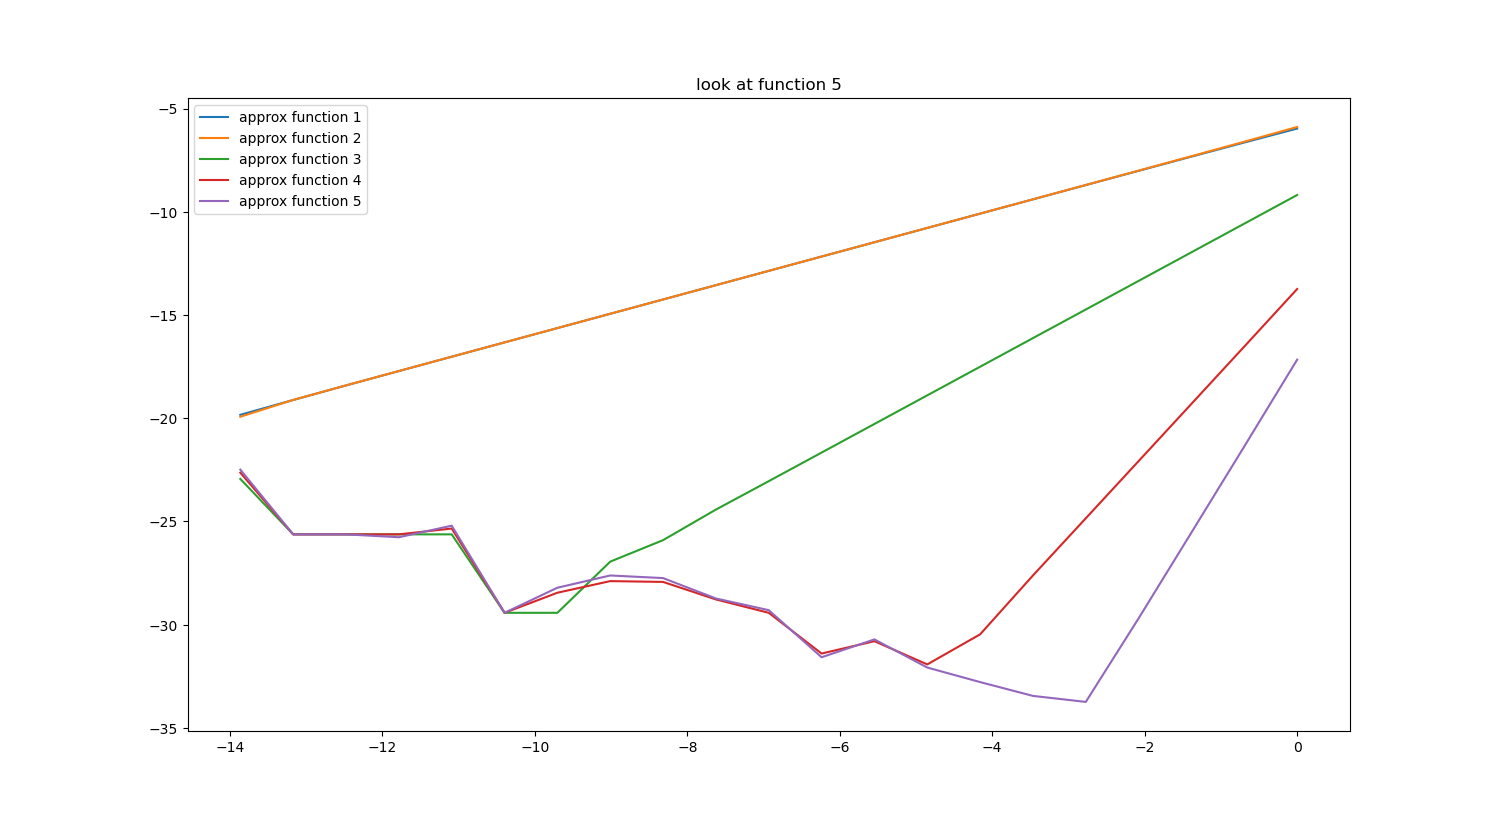 look at function 5
approx function 1
approx function 2
approx function 3
approx function 4
approx function 5
−5
−10
−15
−20
−25
−30
−35
−14 −12 −10 −8 −6 −4 −2 0